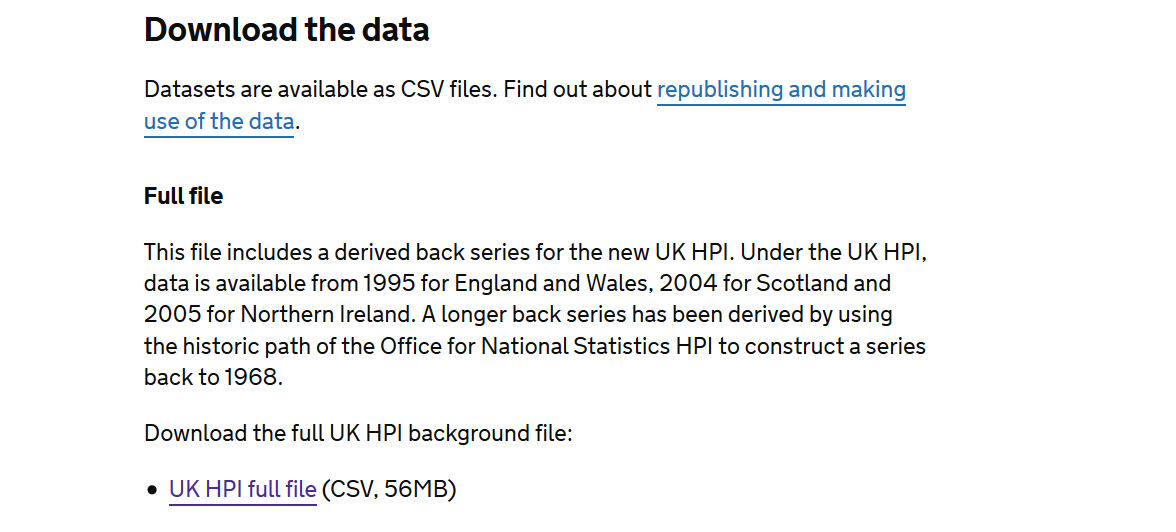 Download the data
Datasets are available as CSV files. Find out about republishing and making
use of the data.
Full file
This file includes a derived back series for the new UK HPI. Under the UK HPI,
data is available from 1995 for England and Wales, 2004 for Scotland and
2005 for Northern Ireland. A longer back series has been derived by using
the historic path of the Office for National Statistics HPI to construct a series
back to 1968.
Download the full UK HPI background file:
• UK HPI full file (CSV, 56MB)